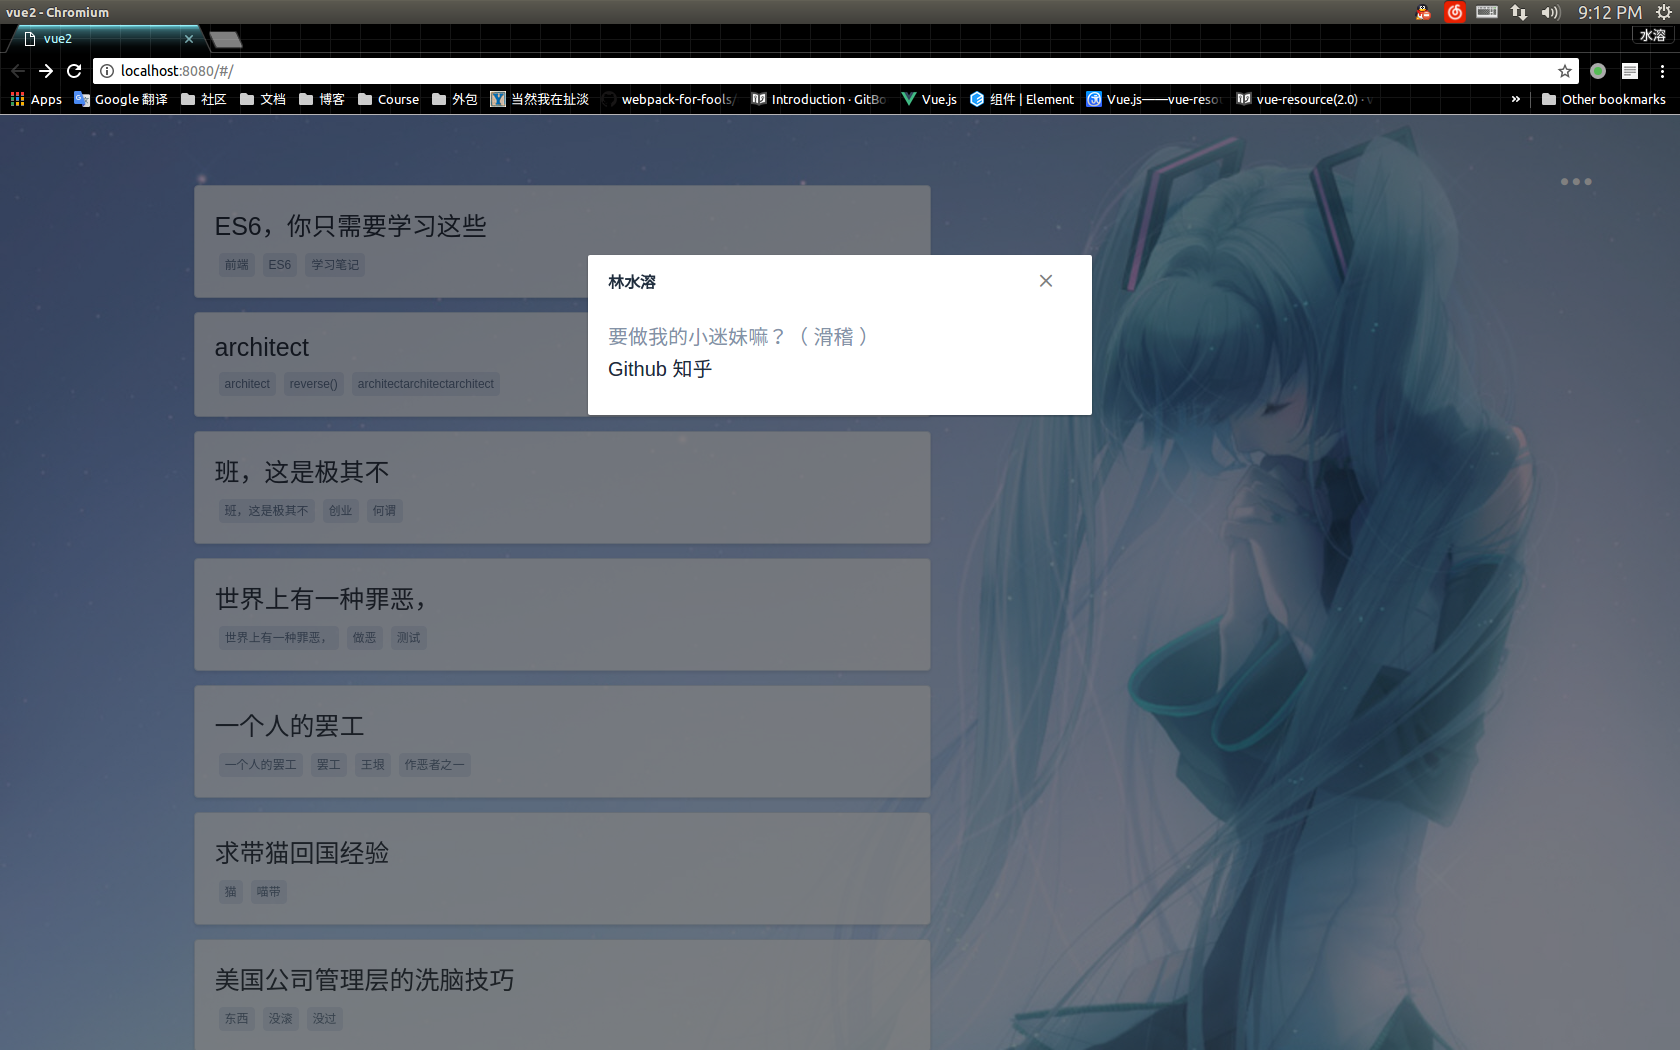 vue2 - Chromium
9:12 PM
vue2
水溶
localhost:8080/#/
Apps Google 翻译 社区 文档 博客 Course 外包 当然我在扯淡 webpack-for-fools/ Introduction · GitBo Vue.js 组件 | Element Vue.js——vue-resou vue-resource(2.0) · v » Other bookmarks
ES6，你只需要学习这些
前端 ES6 学习笔记
林水溶
要做我的小迷妹嘛？（ 滑稽 ）
Github 知乎
architect
architect reverse() architectarchitectarchitect
班，这是极其不
班，这是极其不 创业 何谓
世界上有一种罪恶，
世界上有一种罪恶， 做恶 测试
一个人的罢工
一个人的罢工 罢工 王垠 作恶者之一
求带猫回国经验
猫 喵带
美国公司管理层的洗脑技巧
东西 没滚 没过